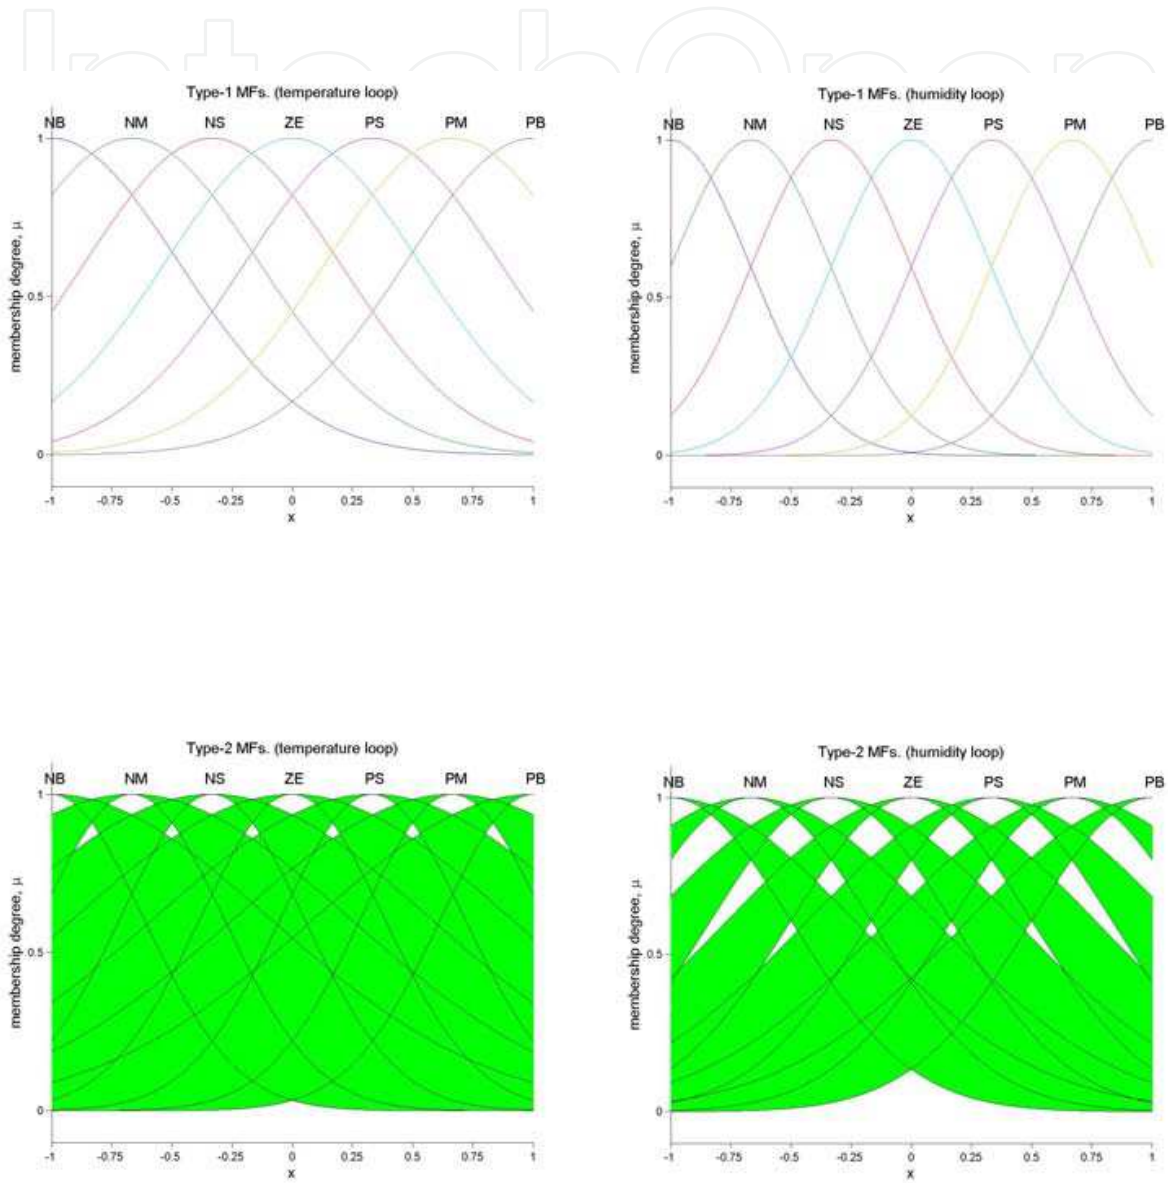 IntechOpen
Type-1 MFs. (temperature loop)
NB NM NS ZE PS PM PB
1
0.5
0
membership degree, μ
-1 -0.75 -0.5 -0.25 0 0.25 0.5 0.75 1
x
Type-1 MFs. (humidity loop)
NB NM NS ZE PS PM PB
1
0.5
0
membership degree, μ
-1 -0.75 -0.5 -0.25 0 0.25 0.5 0.75 1
x
Type-2 MFs. (temperature loop)
NB NM NS ZE PS PM PB
1
0.5
0
membership degree, μ
-1 -0.75 -0.5 -0.25 0 0.25 0.5 0.75 1
x
Type-2 MFs. (humidity loop)
NB NM NS ZE PS PM PB
1
0.5
0
membership degree, μ
-1 -0.75 -0.5 -0.25 0 0.25 0.5 0.75 1
x